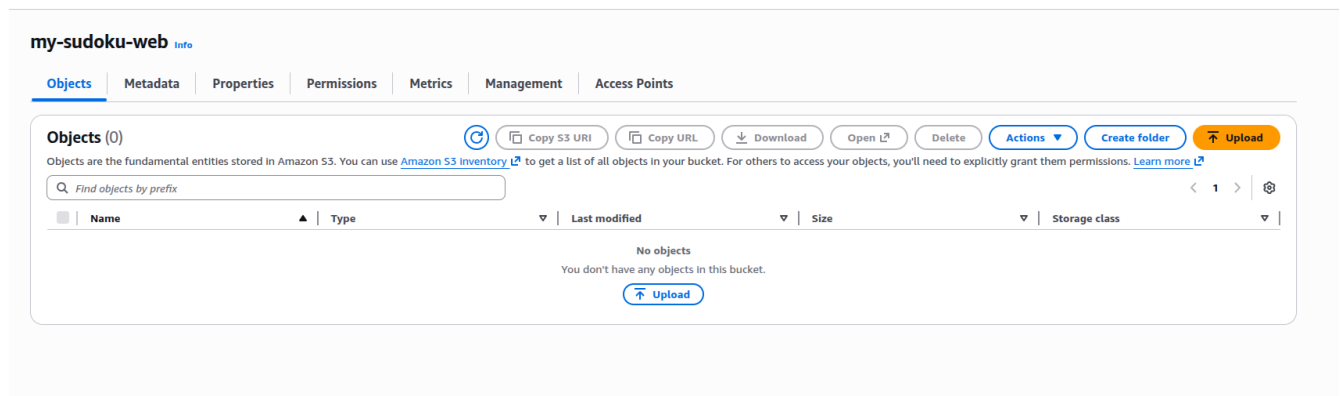 my-sudoku-web Info
Objects Metadata Properties Permissions Metrics Management Access Points
Objects (0) Copy S3 URI Copy URL Download Open Delete Actions Create folder Upload
Objects are the fundamental entities stored in Amazon S3. You can use Amazon S3 inventory to get a list of all objects in your bucket. For others to access your objects, you'll need to explicitly grant them permissions. Learn more
Find objects by prefix 1
Name Type Last modified Size Storage class
No objects
You don't have any objects in this bucket.
Upload